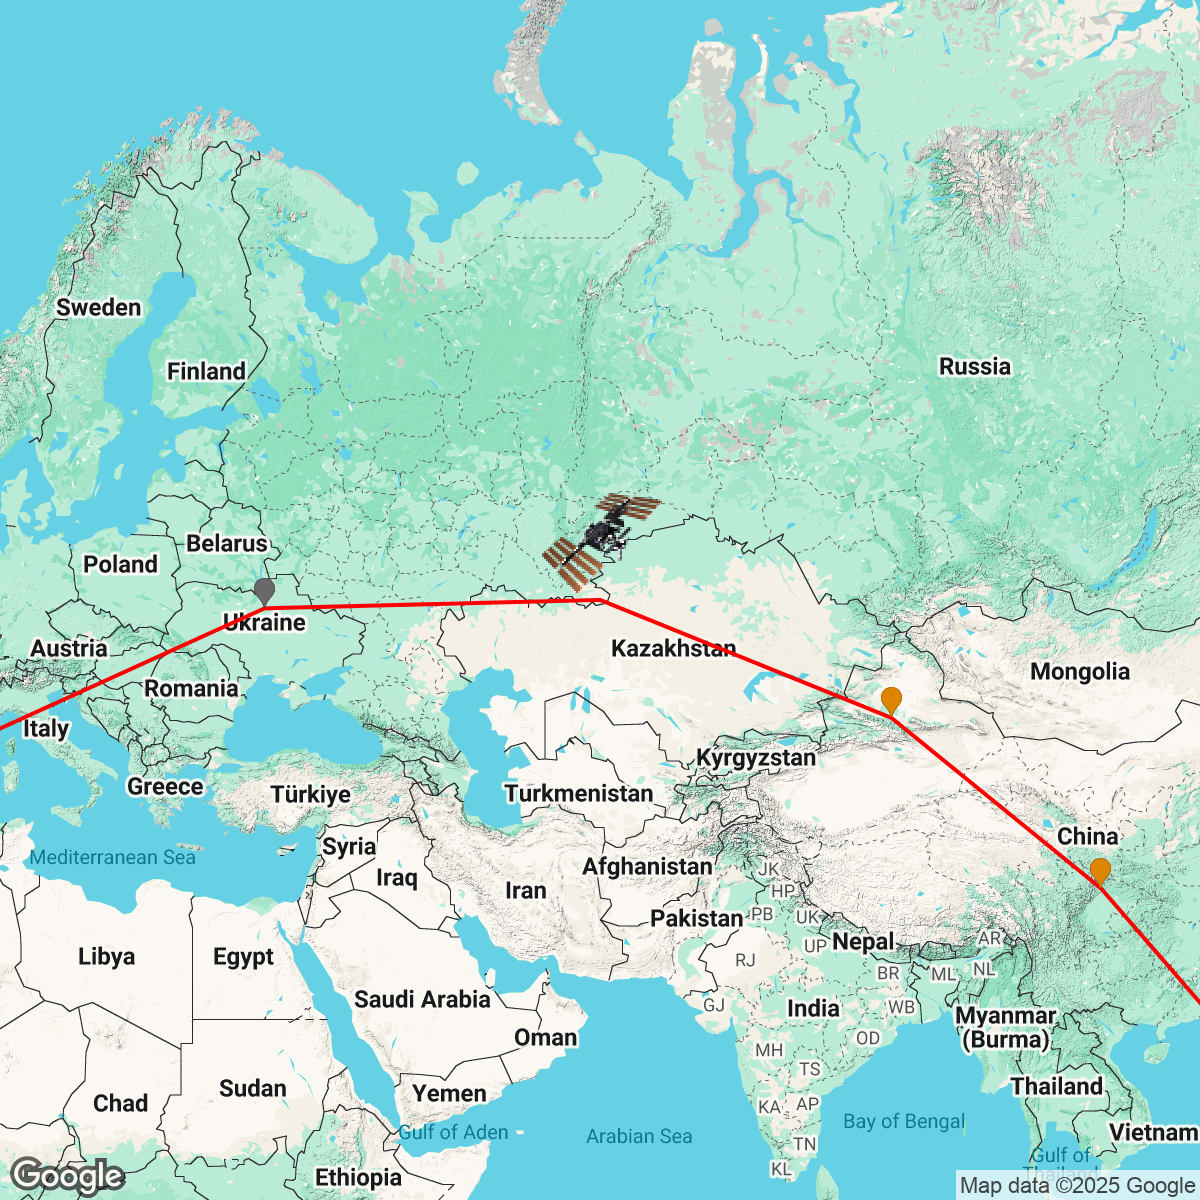 Sweden
Finland
Russia
Belarus
Poland
Ukraine
Austria
Kazakhstan
Mongolia
Romania
Italy
Kyrgyzstan
Greece
Türkiye
Turkmenistan
China
Syria
Mediterranean Sea
Afghanistan
JK
Iraq
Iran
HP
Pakistan
PB
UK
Nepal
AR
UP
Libya
Egypt
RJ
BR
ML
NL
Saudi Arabia
GJ
India
WB
Myanmar
(Burma)
Oman
OD
MH
TS
Sudan
Yemen
Thailand
Chad
KA
AP
Bay of Bengal
Gulf of Aden
Arabian Sea
TN
Vietnam
Gulf of
Thailand
KL
Ethiopia
Google
Map data ©2025 Google